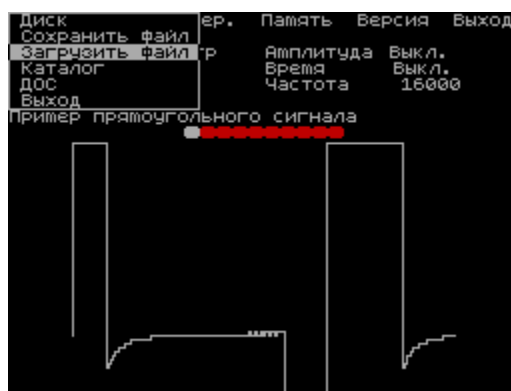 Диск ер. Память Версия Выход
Сохранить файл
Загрузить файл р Амплитуда Выкл.
Каталог Время Выкл.
ДОС Частота 16000
Выход
Пример прямоугольного сигнала